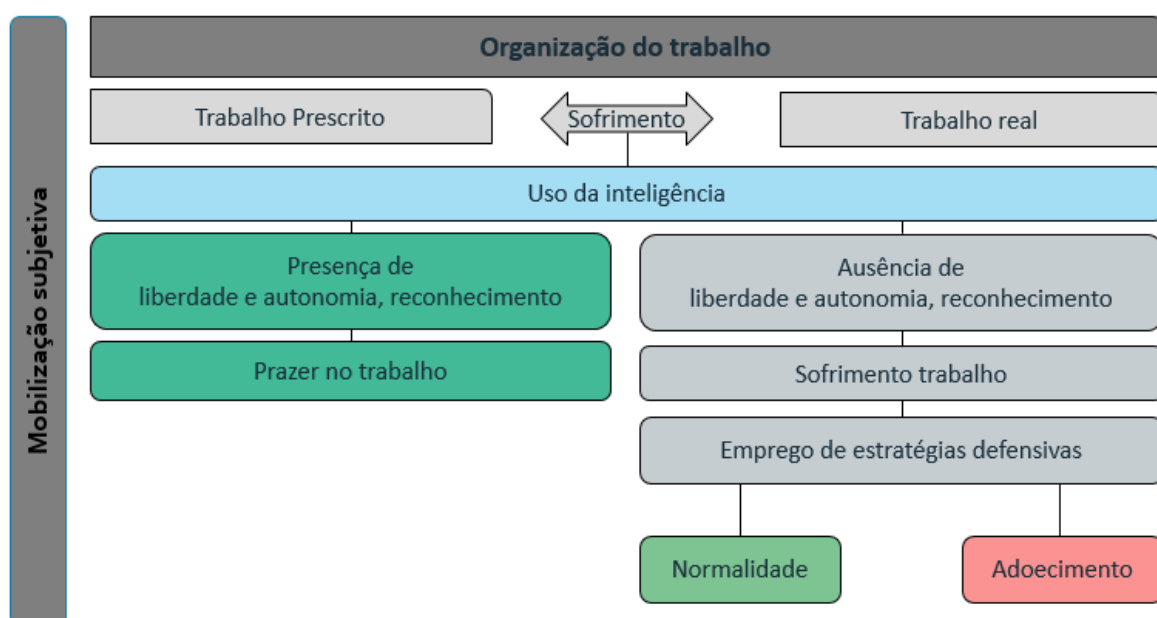 Mobilização subjetiva
Organização do trabalho
Trabalho Prescrito
Sofrimento
Trabalho real
Uso da inteligência
Presença de
liberdade e autonomia, reconhecimento
Prazer no trabalho
Ausência de
liberdade e autonomia, reconhecimento
Sofrimento trabalho
Emprego de estratégias defensivas
Normalidade
Adoecimento